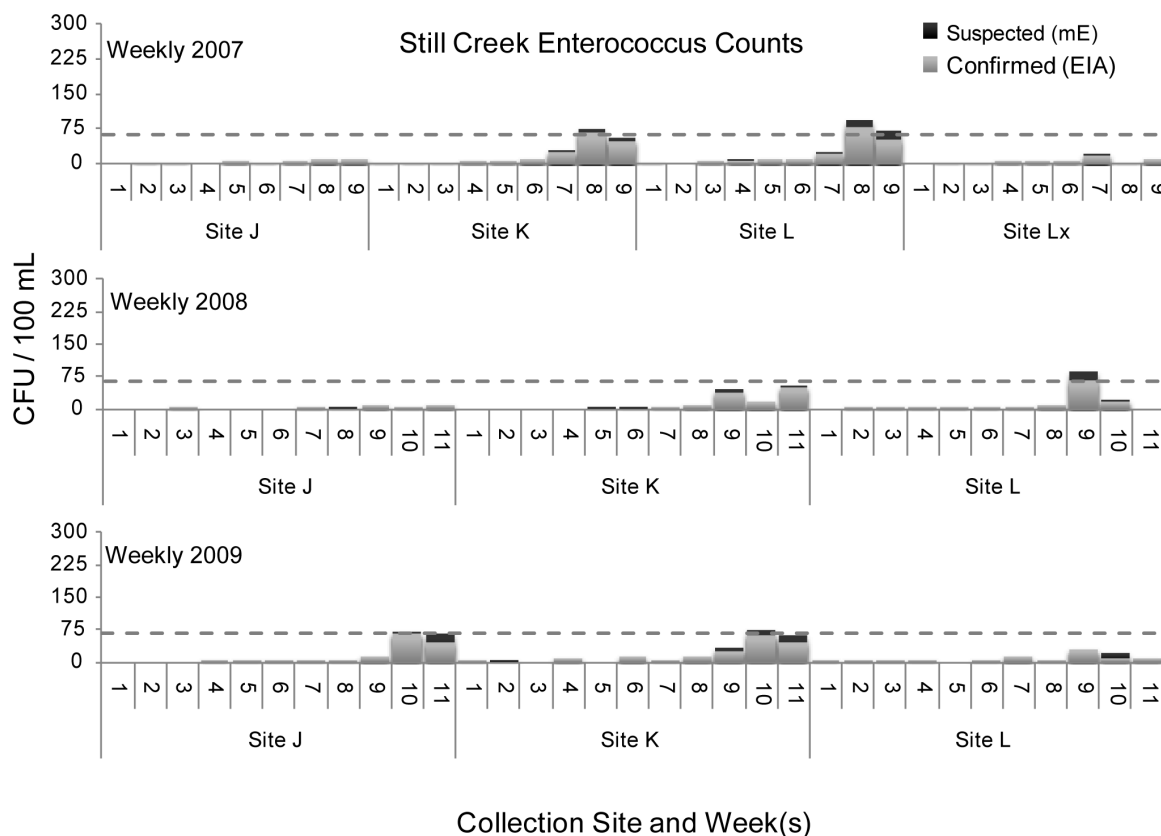 Still Creek Enterococcus Counts
Suspected (mE)
Confirmed (EIA)
CFU / 100 mL
Weekly 2007
300
225
150
75
0
1 2 3 4 5 6 7 8 9 1 2 3 4 5 6 7 8 9 1 2 3 4 5 6 7 8 9 1 2 3 4 5 6 7 8 9
Site J Site K Site L Site Lx
Weekly 2008
300
225
150
75
0
1 2 3 4 5 6 7 8 9 10 11 1 2 3 4 5 6 7 8 9 10 11 1 2 3 4 5 6 7 8 9 10 11
Site J Site K Site L
Weekly 2009
300
225
150
75
0
1 2 3 4 5 6 7 8 9 10 11 1 2 3 4 5 6 7 8 9 10 11 1 2 3 4 5 6 7 8 9 10 11
Site J Site K Site L
Collection Site and Week(s)